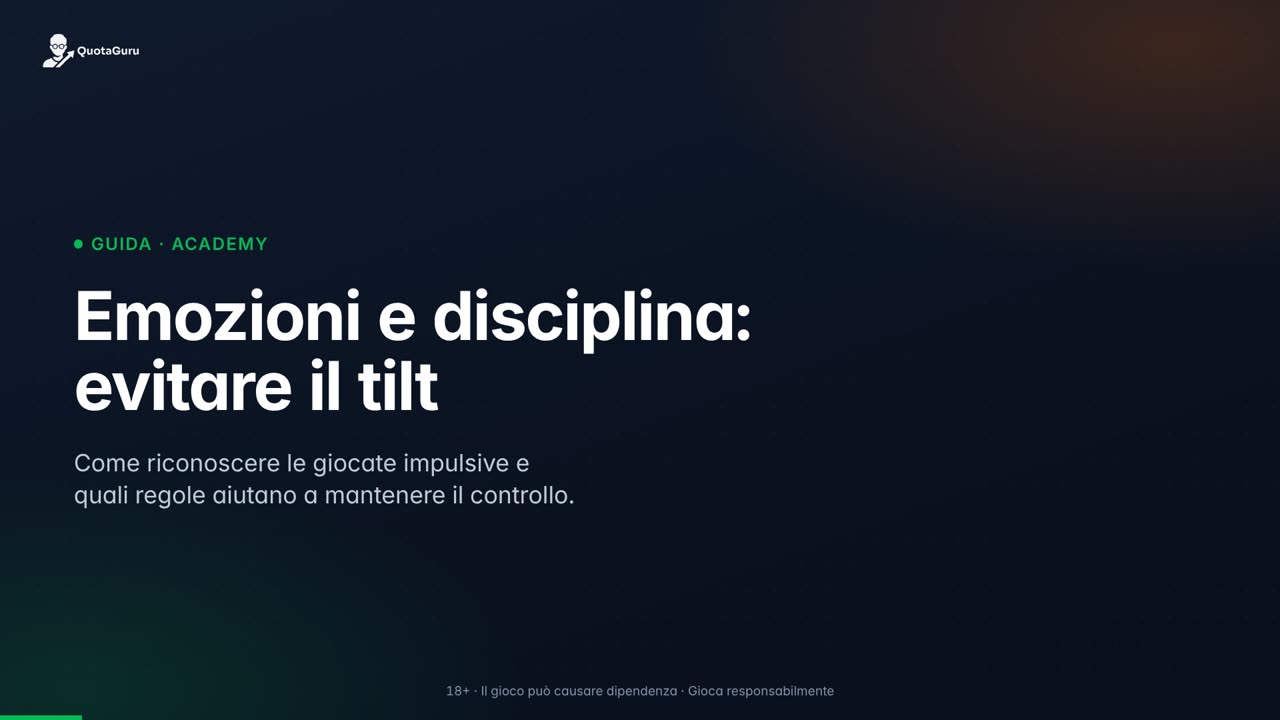 QuotaGuru
GUIDA · ACADEMY
Emozioni e disciplina:
evitare il tilt
Come riconoscere le giocate impulsive e
quali regole aiutano a mantenere il controllo.
18+ · Il gioco può causare dipendenza · Gioca responsabilmente